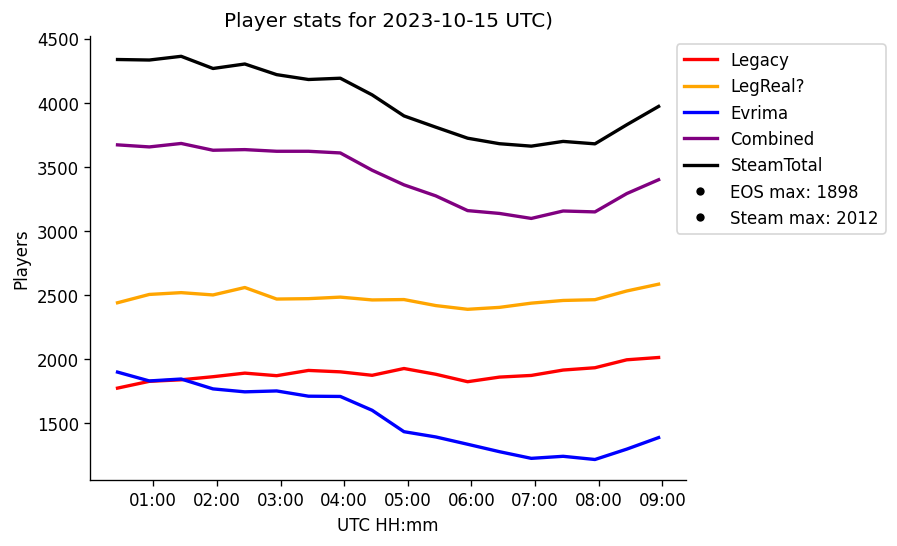 Player stats for 2023-10-15 UTC)
4500
4000
3500
3000
2500
2000
1500
Players
01:00 02:00 03:00 04:00 05:00 06:00 07:00 08:00 09:00
UTC HH:mm
Legacy
LegReal?
Evrima
Combined
SteamTotal
EOS max: 1898
Steam max: 2012